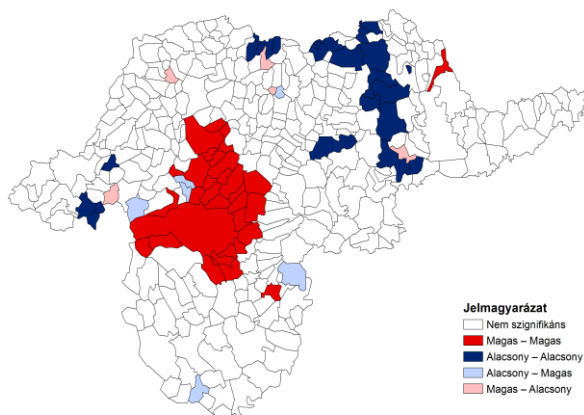 Jelmagyarázat
Nem szignifikáns
Magas – Magas
Alacsony – Alacsony
Alacsony – Magas
Magas – Alacsony